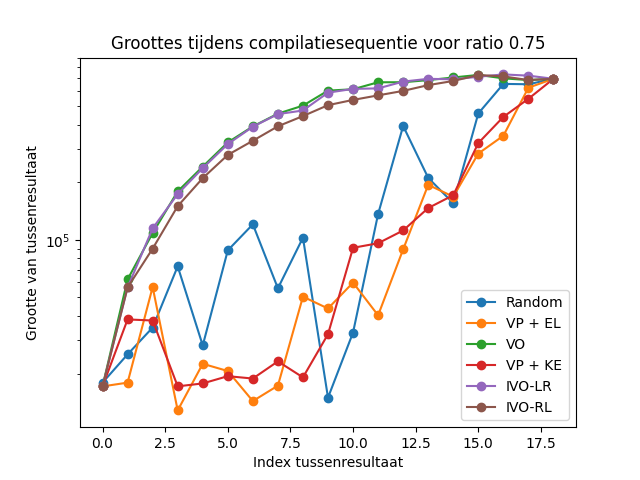 Groottes tijdens compilatiesequentie voor ratio 0.75
Grootte van tussenresultaat
10^5
Random
VP + EL
VO
VP + KE
IVO-LR
IVO-RL
0.0 2.5 5.0 7.5 10.0 12.5 15.0 17.5
Index tussenresultaat